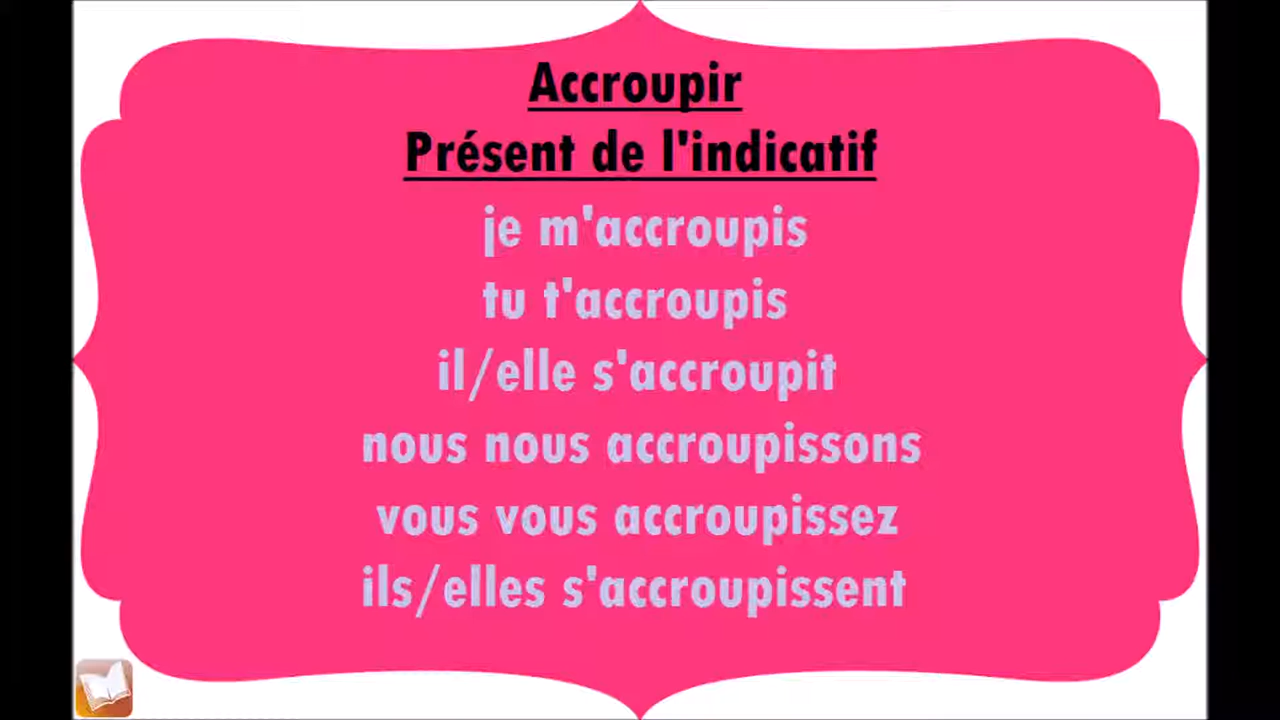 Accroupir
Présent de l'indicatif
je m'accroupis
tu t'accroupis
il/elle s'accroupit
nous nous accroupissons
vous vous accroupissez
ils/elles s'accroupissent